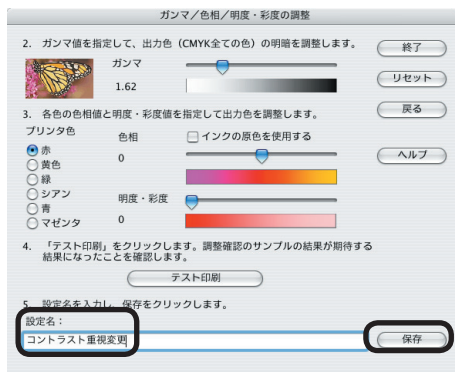 ガンマ／色相／明度・彩度の調整
2. ガンマ値を指定して、出力色（CMYK全ての色）の明暗を調整します。
終了
ガンマ
1.62
リセット
3. 各色の色相値と明度・彩度値を指定して出力色を調整します。
戻る
プリンタ色
色相
インクの原色を使用する
赤
0
ヘルプ
黄色
緑
シアン
明度・彩度
青
0
マゼンタ
4. 「テスト印刷」をクリックします。調整確認のサンプルの結果が期待する
結果になったことを確認します。
テスト印刷
5. 設定名を入力し、保存をクリックします。
設定名：
コントラスト重視変更
保存